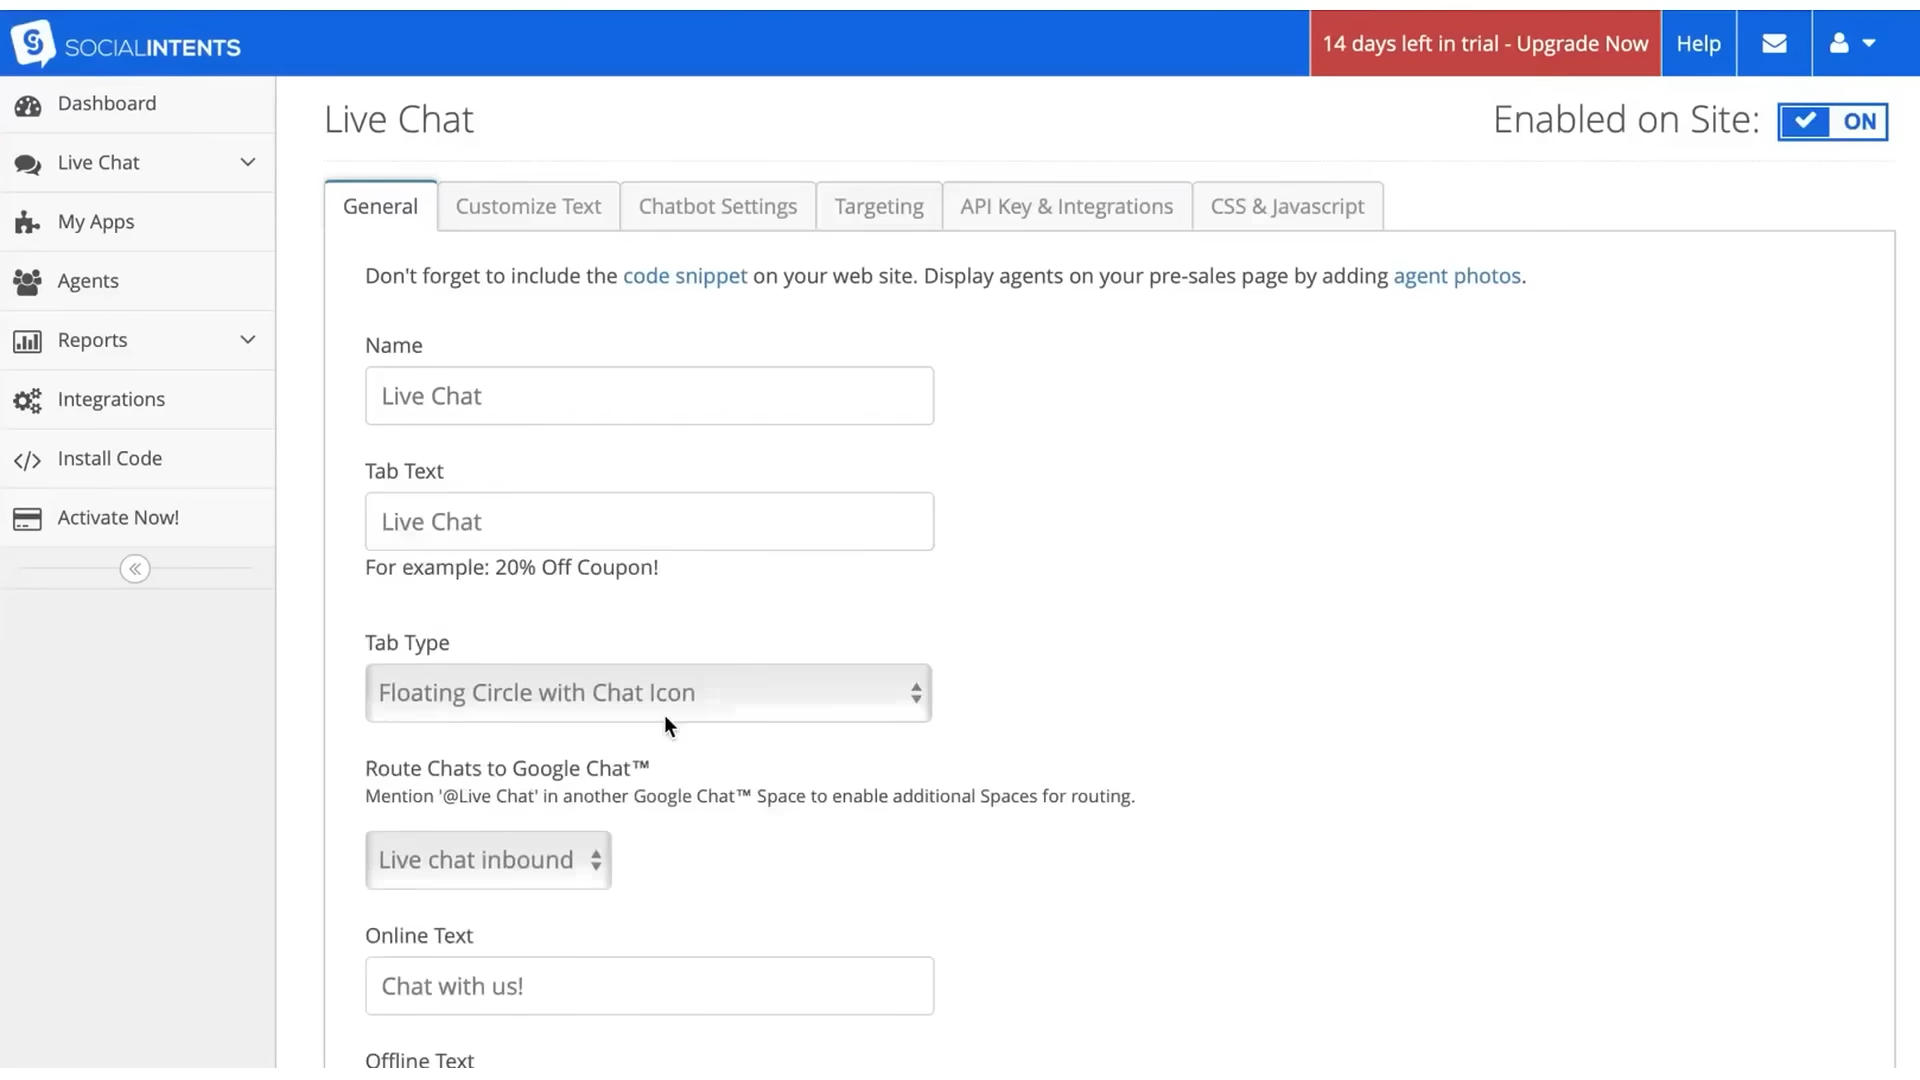 SOCIALINTENTS
14 days left in trial - Upgrade Now
Help
Dashboard
Live Chat
My Apps
Agents
Reports
Integrations
Install Code
Activate Now!
Live Chat
Enabled on Site:
ON
General
Customize Text
Chatbot Settings
Targeting
API Key & Integrations
CSS & Javascript
Don't forget to include the code snippet on your web site. Display agents on your pre-sales page by adding agent photos.
Name
Live Chat
Tab Text
Live Chat
For example: 20% Off Coupon!
Tab Type
Floating Circle with Chat Icon
Route Chats to Google Chat™
Mention '@Live Chat' in another Google Chat™ Space to enable additional Spaces for routing.
Live chat inbound
Online Text
Chat with us!
Offline Text